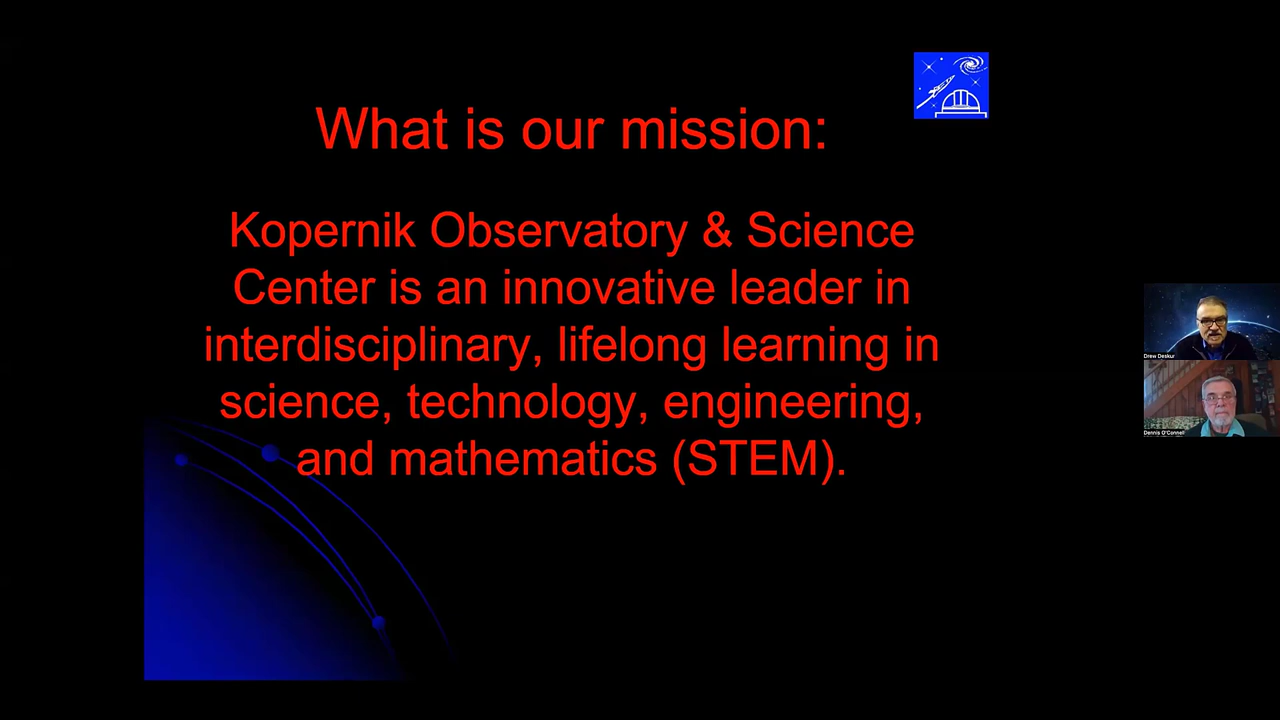 What is our mission:
Kopernik Observatory & Science
Center is an innovative leader in
interdisciplinary, lifelong learning in
science, technology, engineering,
and mathematics (STEM).
Drew Deskur
Dennis O'Connell